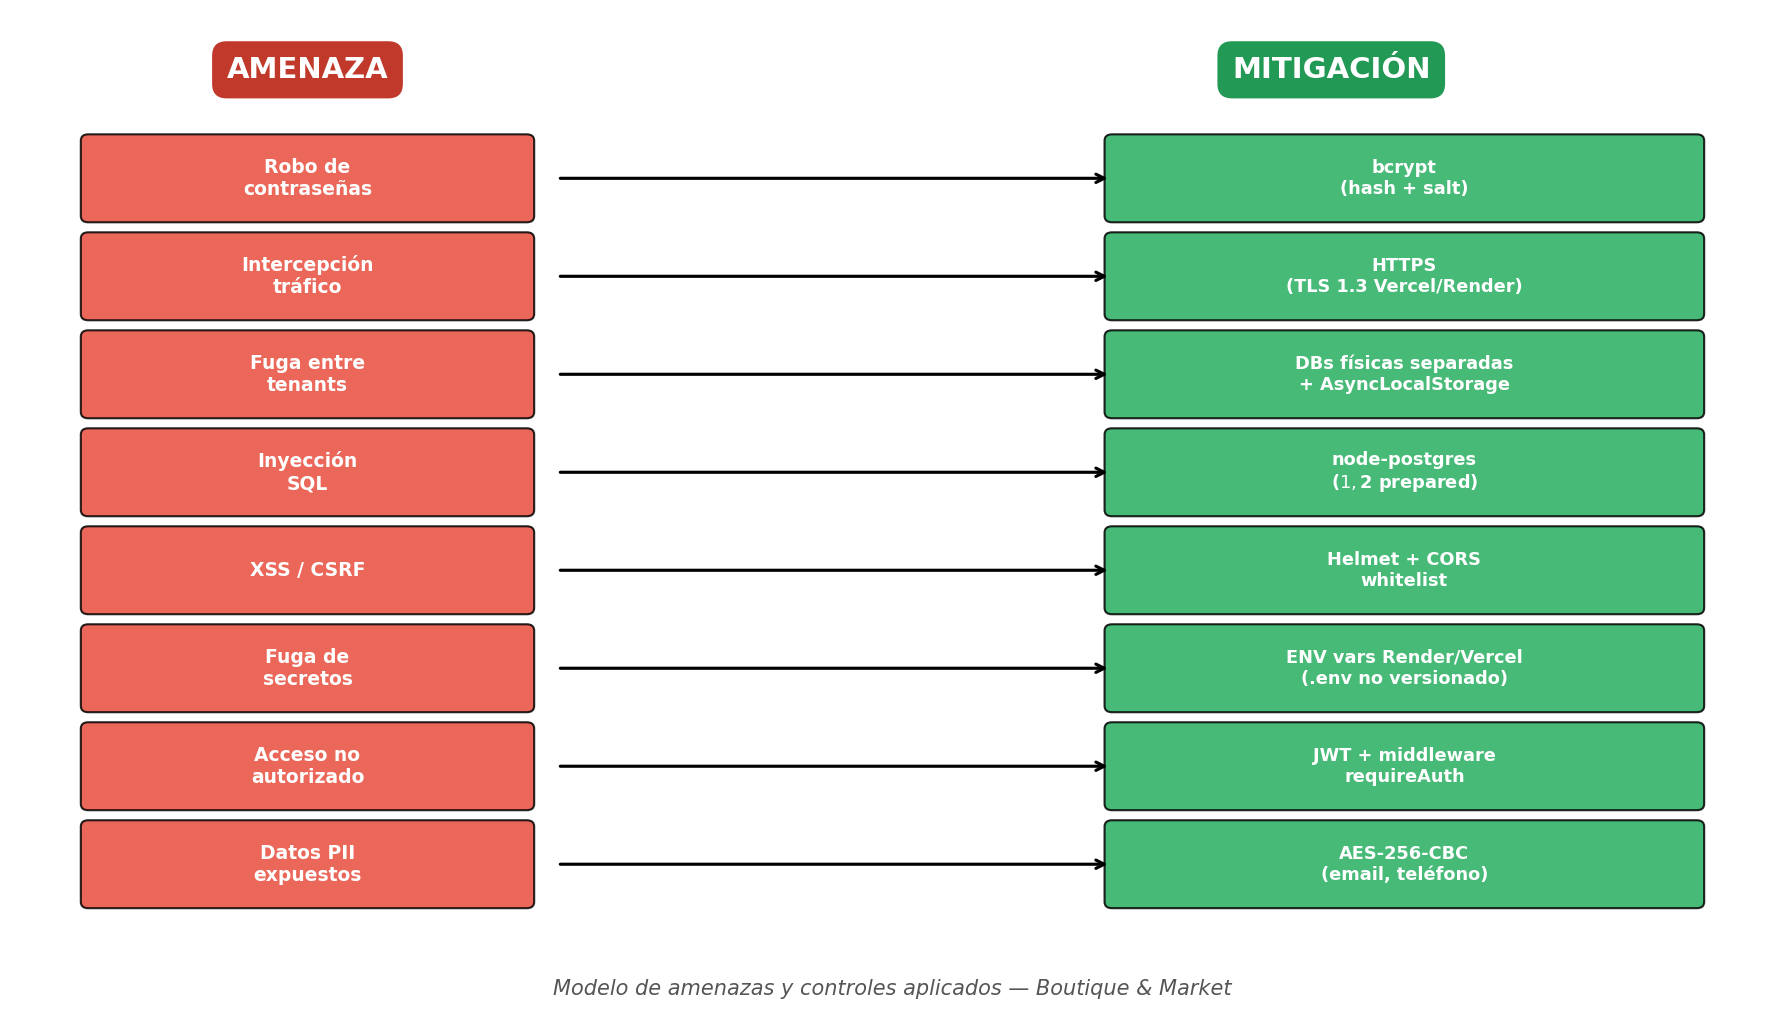 AMENAZA
MITIGACIÓN
Robo de
contraseñas
bcrypt
(hash + salt)
Intercepción
tráfico
HTTPS
(TLS 1.3 Vercel/Render)
Fuga entre
tenants
DBs físicas separadas
+ AsyncLocalStorage
Inyección
SQL
node-postgres
(1,2 prepared)
XSS / CSRF
Helmet + CORS
whitelist
Fuga de
secretos
ENV vars Render/Vercel
(.env no versionado)
Acceso no
autorizado
JWT + middleware
requireAuth
Datos PII
expuestos
AES-256-CBC
(email, teléfono)
Modelo de amenazas y controles aplicados — Boutique & Market